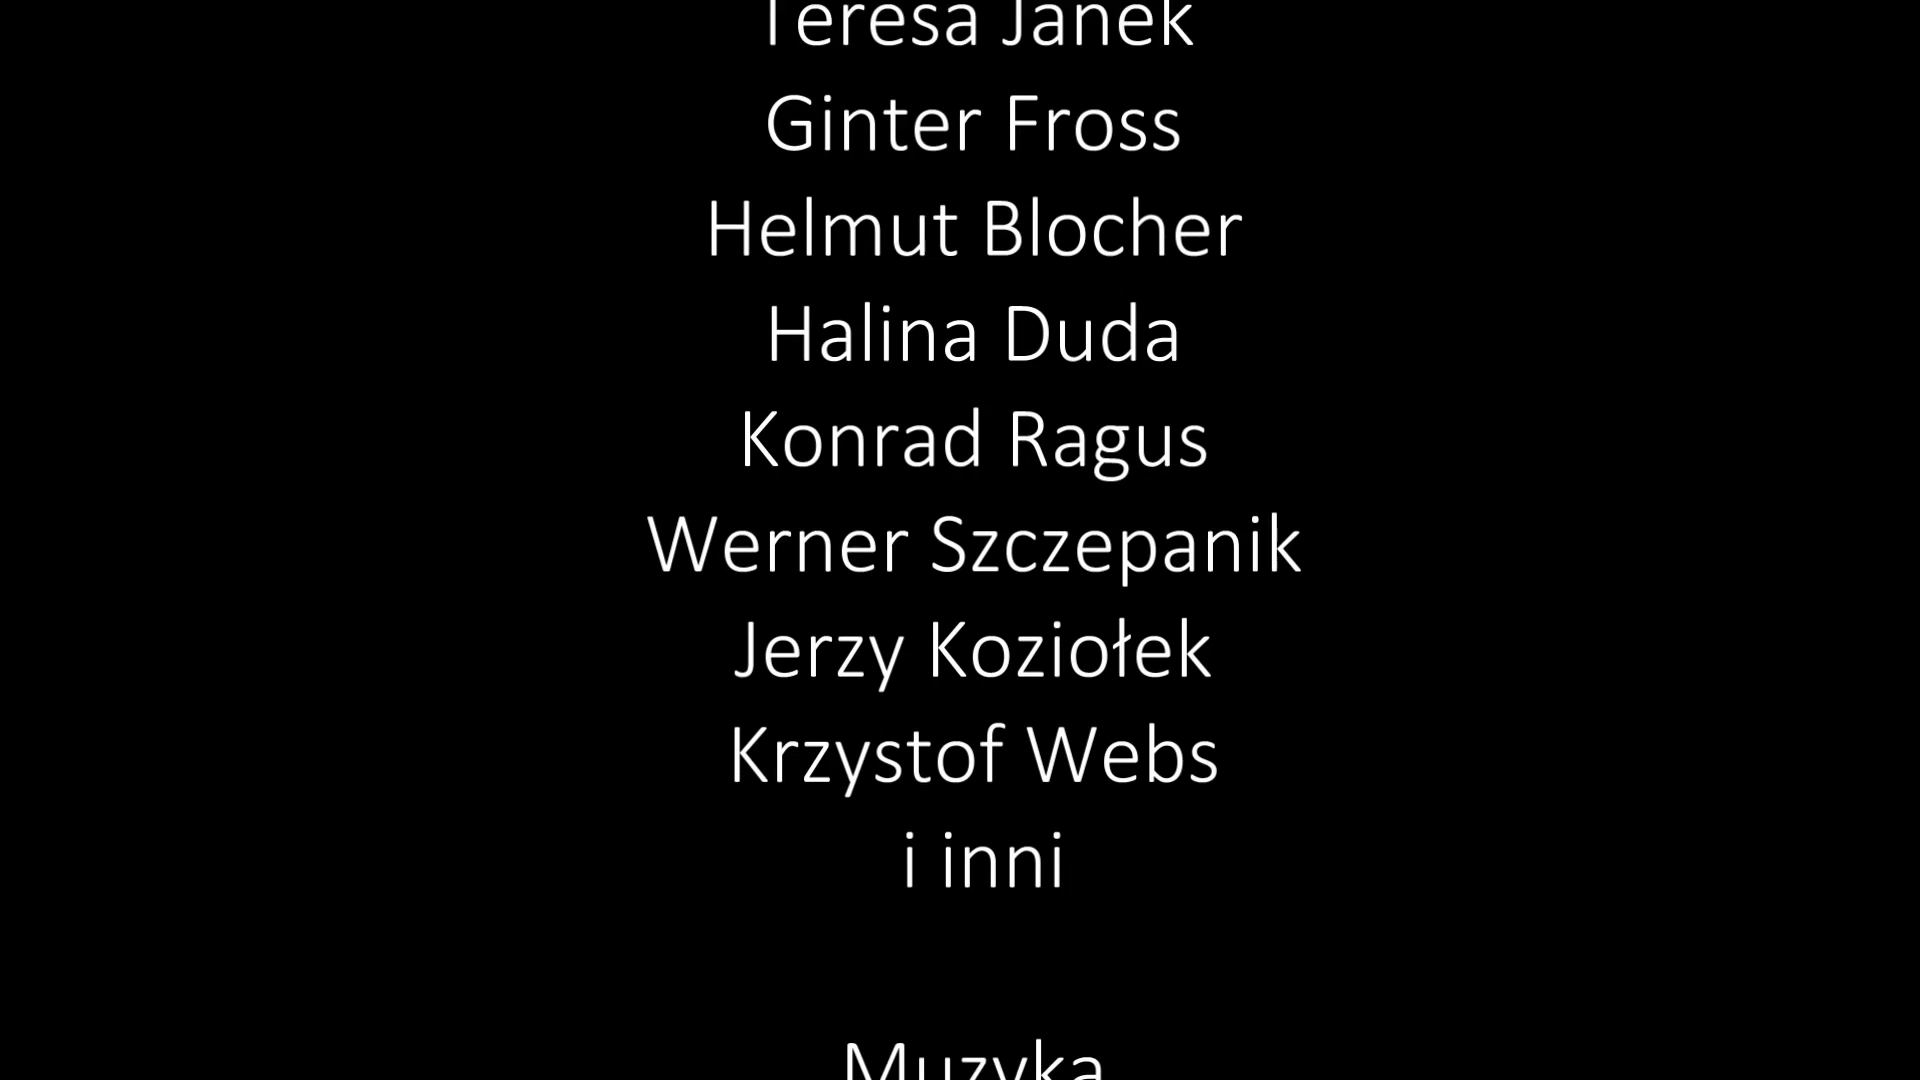 Teresa Janek
Ginter Fross
Helmut Blocher
Halina Duda
Konrad Ragus
Werner Szczepanik
Jerzy Koziołek
Krzystof Webs
i inni
Muzyka